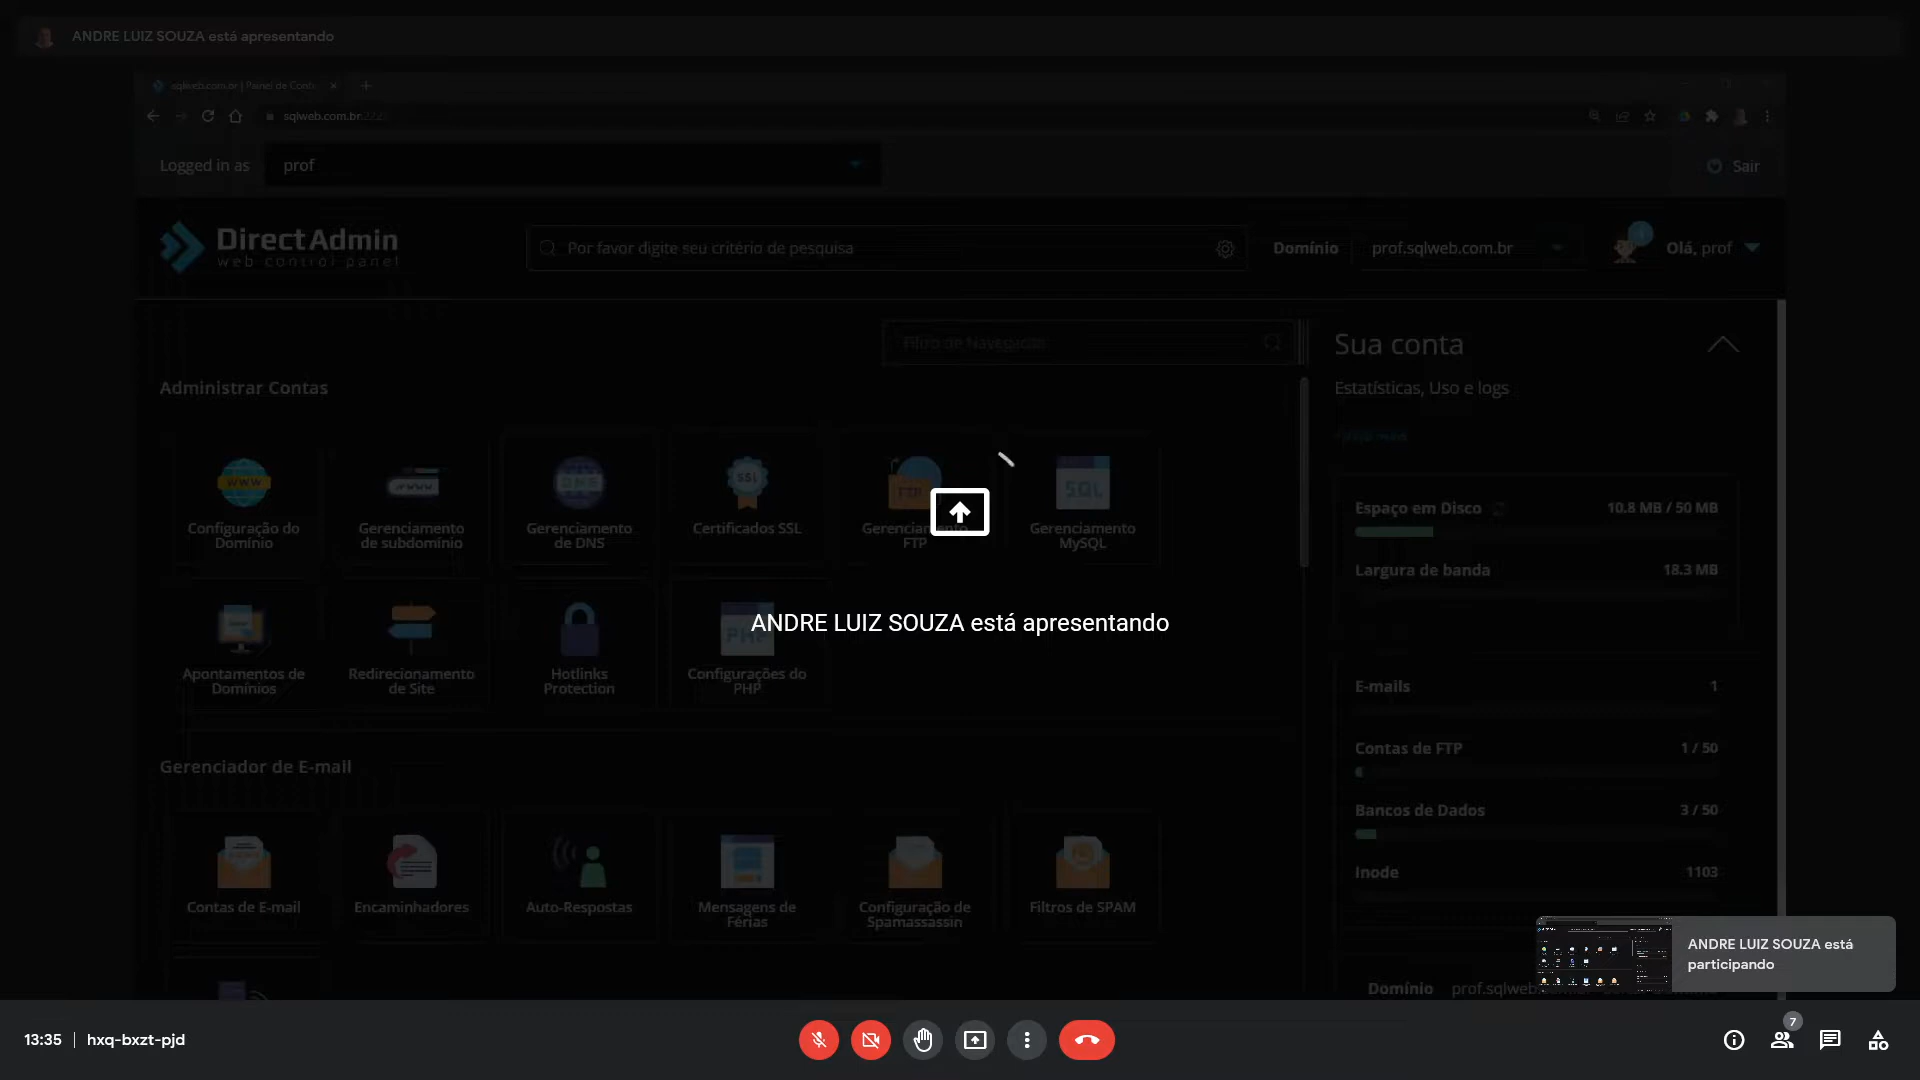 ANDRE LUIZ SOUZA está apresentando
sqlweb.com.br | Painel de Contr
sqlweb.com.br:222
Logged in as
prof
Sair
DirectAdmin
web control panel
Por favor digite seu critério de pesquisa
Domínio
prof.sqlweb.com.br
Olá, prof
Filtro de Navegação
Sua conta
Administrar Contas
Estatísticas, Uso e logs
Configuração do
Domínio
Gerenciamento
de subdomínio
Gerenciamento
de DNS
Certificados SSL
Gerenciamento
FTP
Gerenciamento
MySQL
Espaço em Disco
10.8 MB / 50 MB
Largura de banda
18.3 MB
ANDRE LUIZ SOUZA está apresentando
Apontamentos de
Domínios
Redirecionamento
de Site
Hotlinks
Protection
Configurações do
PHP
E-mails
1
Contas de FTP
1 / 50
Bancos de Dados
3 / 50
Inode
1103
Gerenciador de E-mail
Contas de E-mail
Encaminhadores
Auto-Respostas
Mensagens de
Férias
Configuração de
Spamassassin
Filtros de SPAM
ANDRE LUIZ SOUZA está
participando
Domínio
13:35
hxq-bxzt-pjd
7